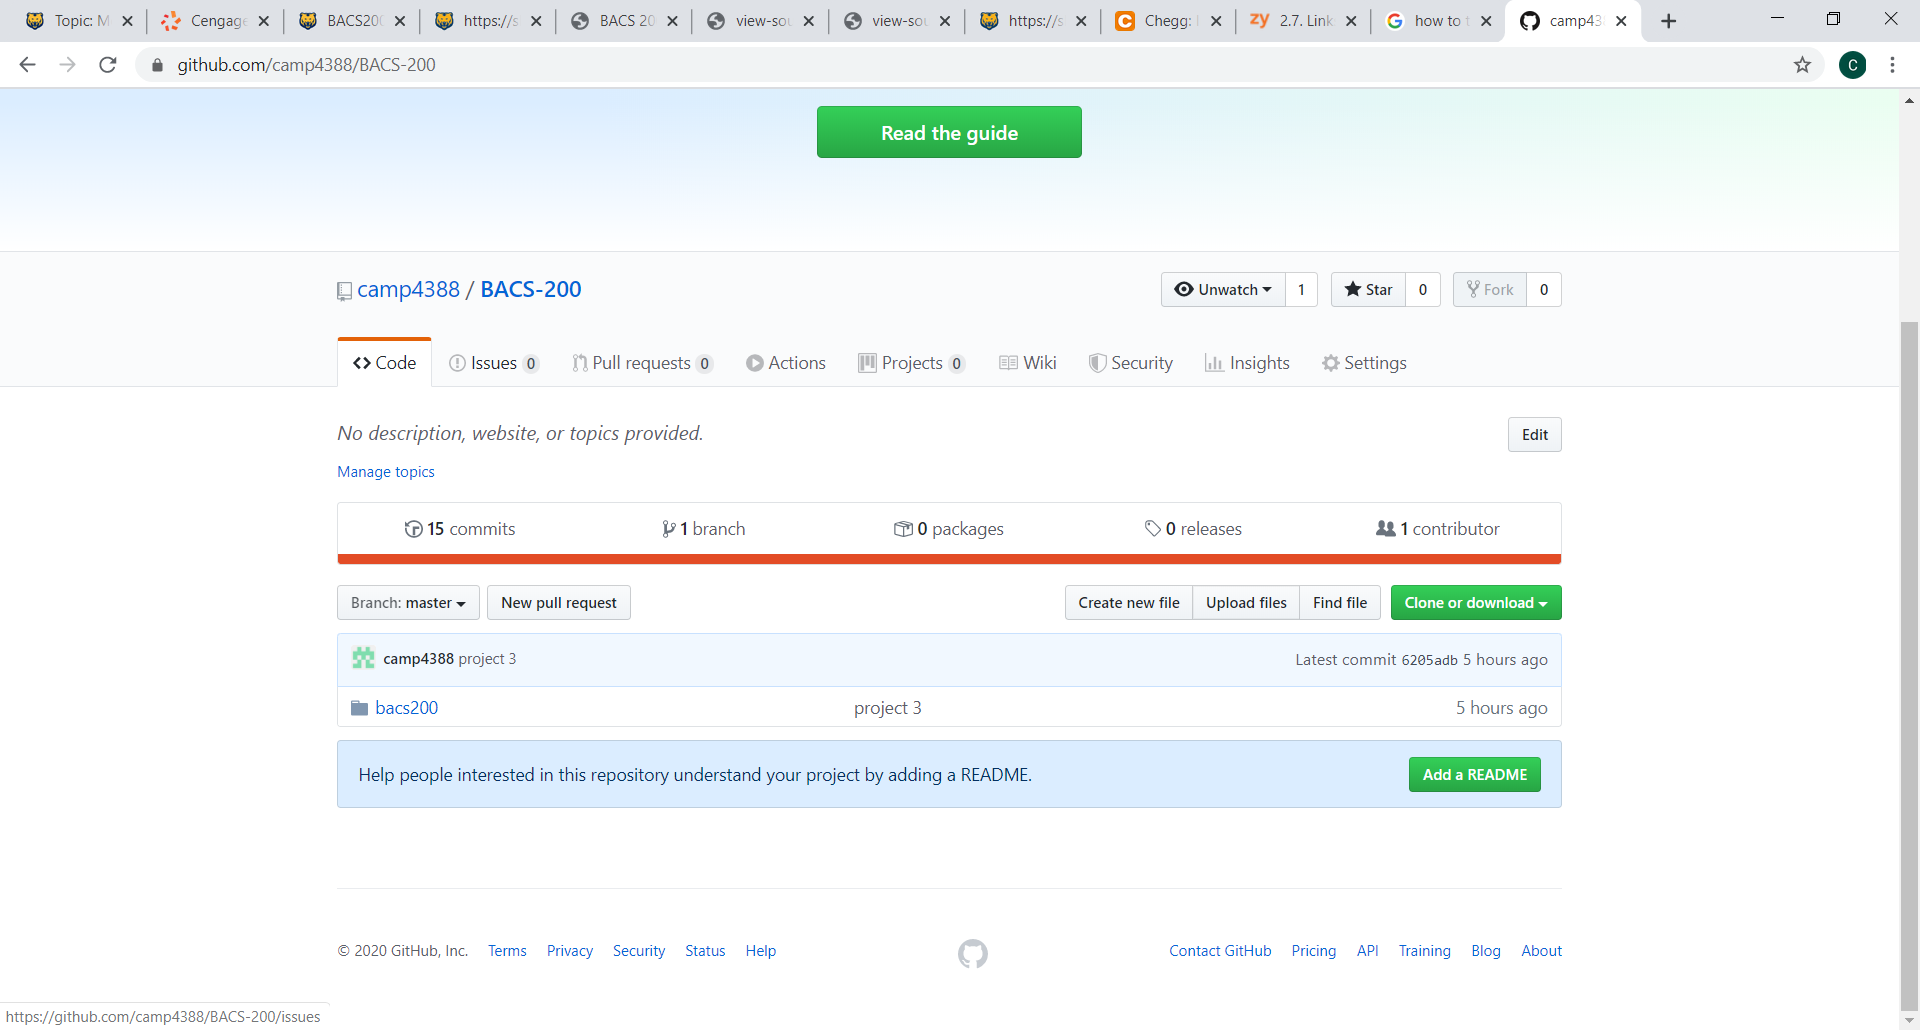 Topic: M
Cengage
BACS200
https://s
BACS 20
view-sou
view-sou
https://s
Chegg:
2.7. Link
how to t
camp43
github.com/camp4388/BACS-200
C
Read the guide
camp4388 / BACS-200
Unwatch 1
Star 0
Fork 0
Code
Issues 0
Pull requests 0
Actions
Projects 0
Wiki
Security
Insights
Settings
No description, website, or topics provided.
Edit
Manage topics
15 commits
1 branch
0 packages
0 releases
1 contributor
Branch: master
New pull request
Create new file
Upload files
Find file
Clone or download
camp4388 project 3
Latest commit 6205adb 5 hours ago
bacs200
project 3
5 hours ago
Help people interested in this repository understand your project by adding a README.
Add a README
© 2020 GitHub, Inc.
Terms
Privacy
Security
Status
Help
Contact GitHub
Pricing
API
Training
Blog
About
https://github.com/camp4388/BACS-200/issues